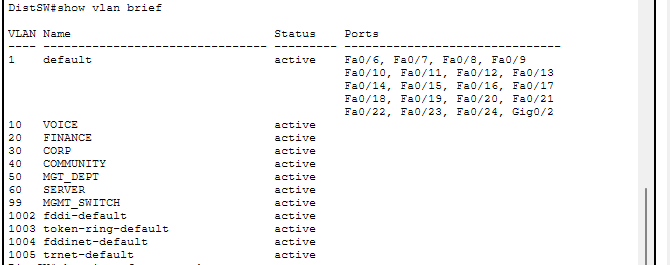 DistSW#show vlan brief
VLAN Name                             Status    Ports
---- -------------------------------- --------- -------------------------------
1    default                          active    Fa0/6, Fa0/7, Fa0/8, Fa0/9
                                                Fa0/10, Fa0/11, Fa0/12, Fa0/13
                                                Fa0/14, Fa0/15, Fa0/16, Fa0/17
                                                Fa0/18, Fa0/19, Fa0/20, Fa0/21
                                                Fa0/22, Fa0/23, Fa0/24, Gig0/2
10   VOICE                            active
20   FINANCE                          active
30   CORP                             active
40   COMMUNITY                        active
50   MGT_DEPT                         active
60   SERVER                           active
99   MGMT_SWITCH                      active
1002 fddi-default                     active
1003 token-ring-default               active
1004 fddinet-default                  active
1005 trnet-default                    active